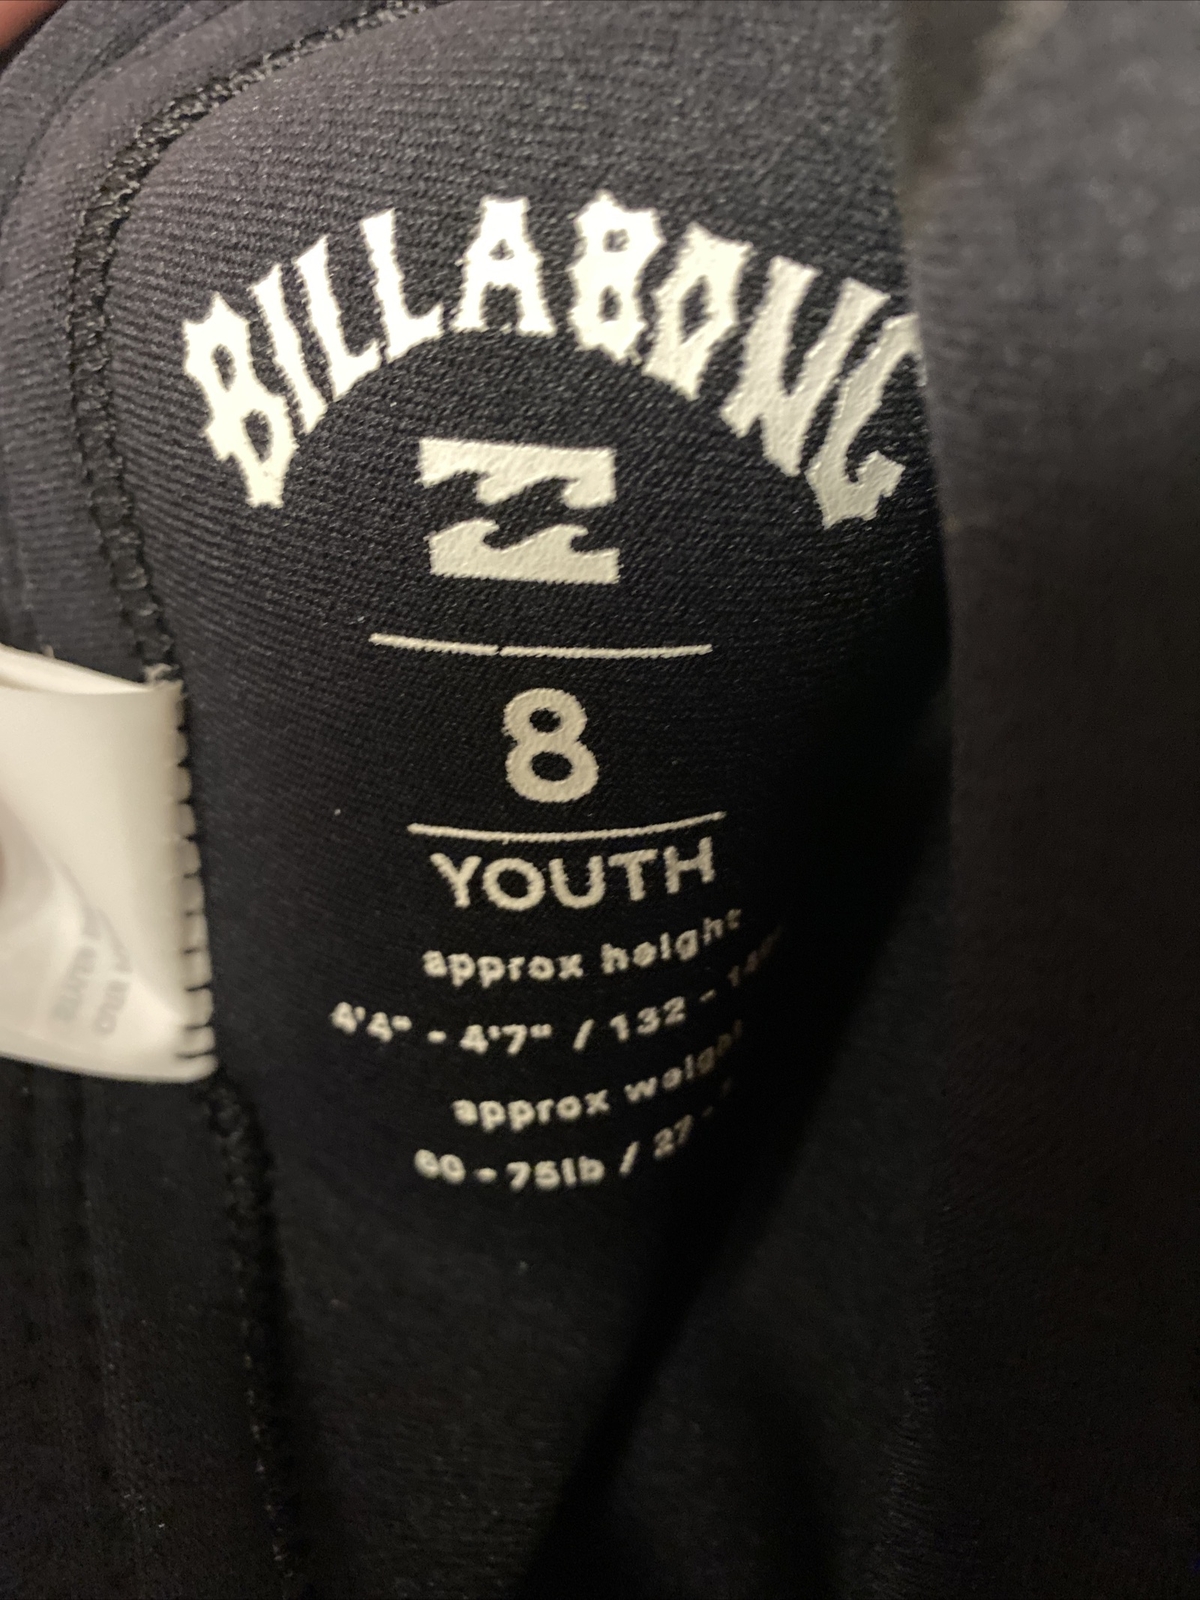 BILLABONG
8
YOUTH
approx height
4'4" - 4'7" / 132 -
approx weight
60 - 75lb / 27 -